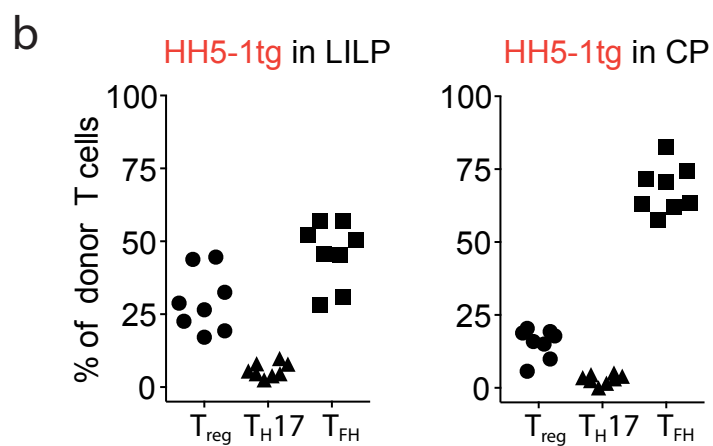 b
HH5-1tg in LILP
HH5-1tg in CP
% of donor T cells
100
75
50
25
0
Treg TH17 TFH
100
75
50
25
0
Treg TH17 TFH